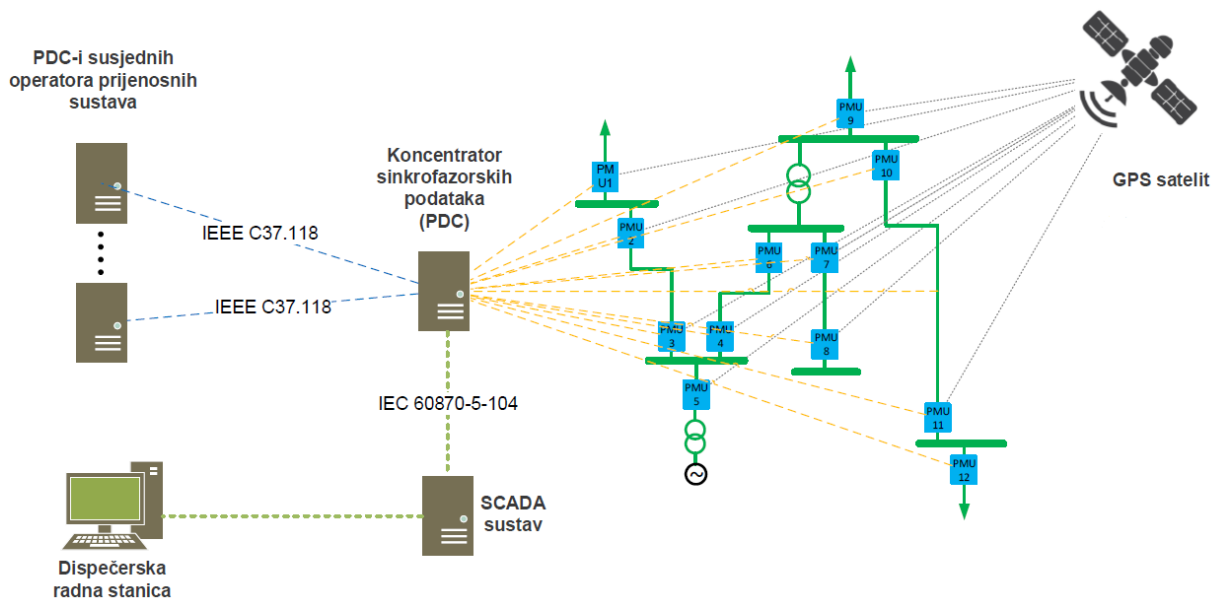 PDC-i susjednih
operatora prijenosnih
sustava
Koncentrator
sinkrofazorskih
podataka
(PDC)
IEEE C37.118
IEEE C37.118
IEC 60870-5-104
SCADA
sustav
Dispečerska
radna stanica
GPS satelit
PM
U1
PMU
2
PMU
3
PMU
4
PMU
5
PMU
6
PMU
7
PMU
8
PMU
9
PMU
10
PMU
11
PMU
12